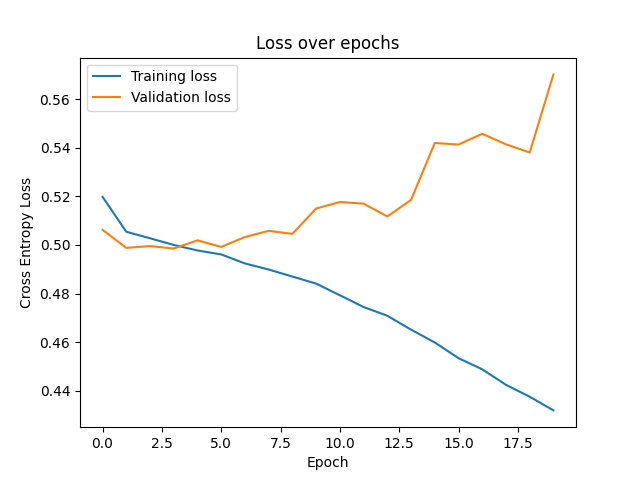 Loss over epochs
Training loss
Validation loss
Cross Entropy Loss
0.56
0.54
0.52
0.50
0.48
0.46
0.44
0.0 2.5 5.0 7.5 10.0 12.5 15.0 17.5
Epoch